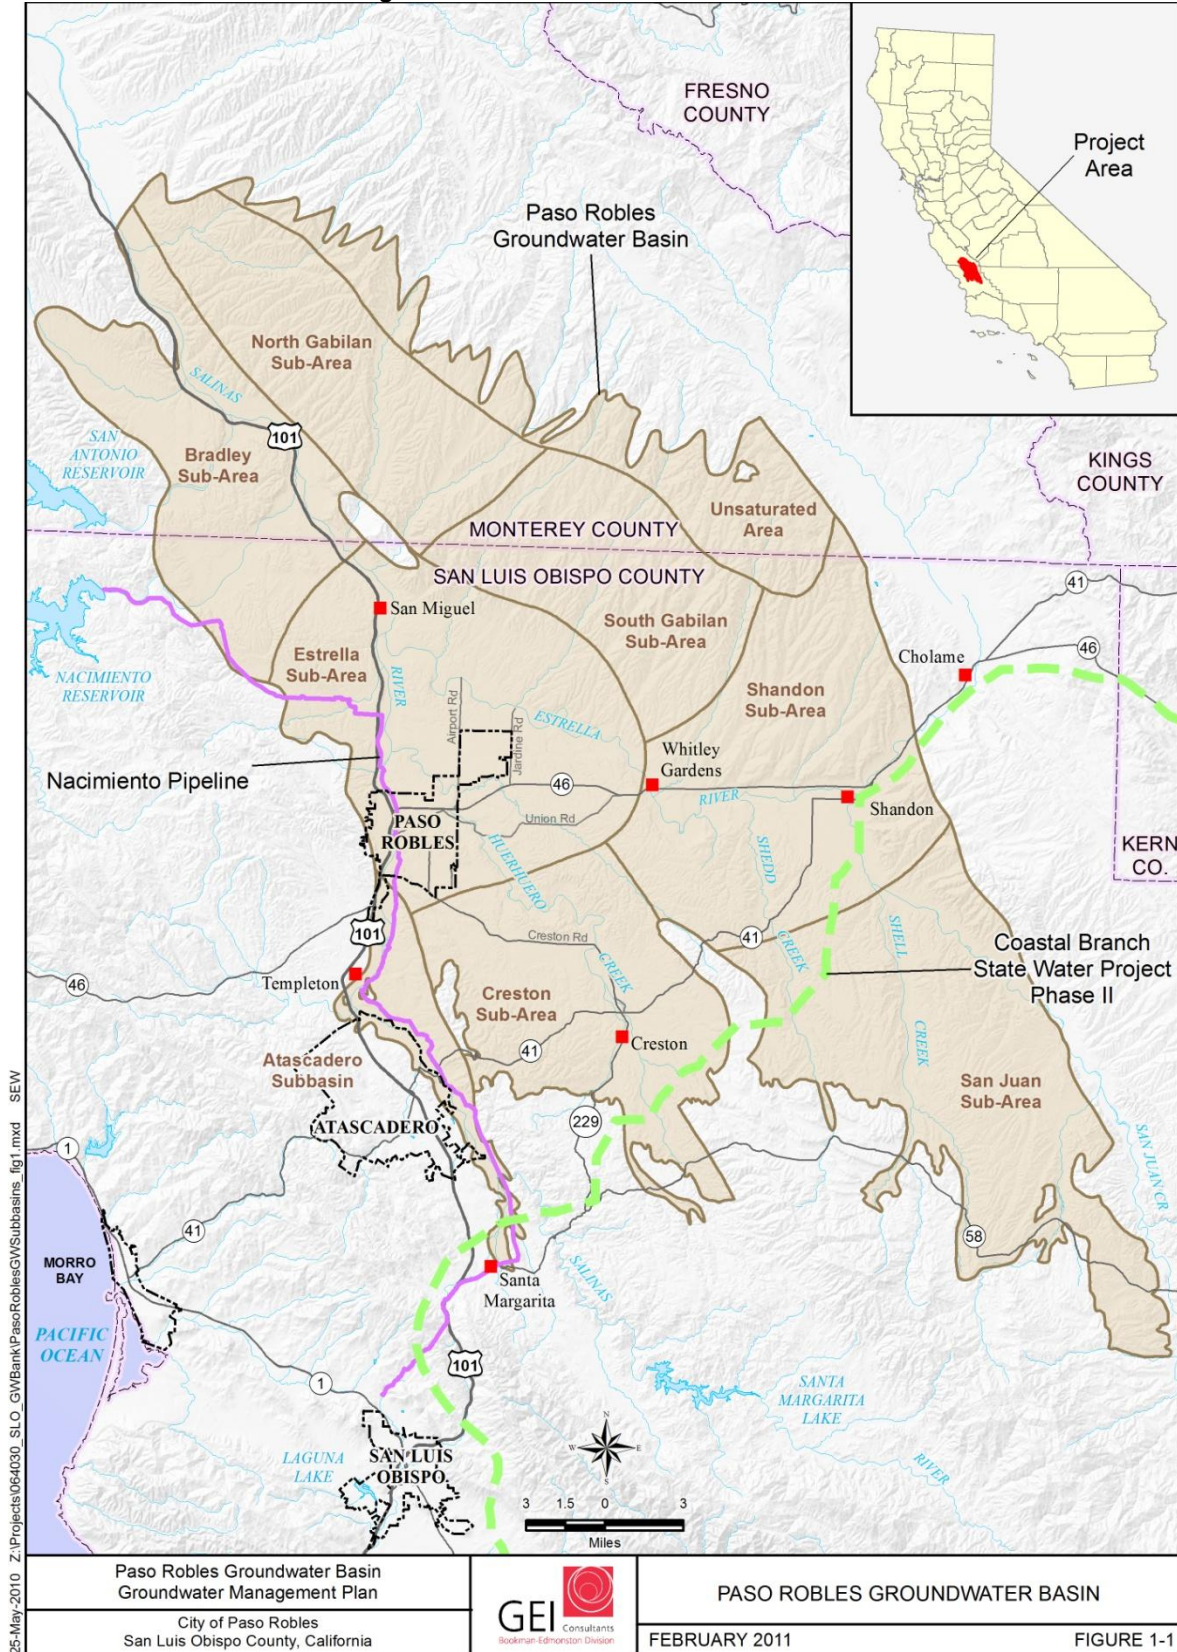 FRESNO
COUNTY
Project
Area
Paso Robles
Groundwater Basin
North Gabilan
Sub-Area
SALINAS
101
SAN
ANTONIO
RESERVOIR
Bradley
Sub-Area
KINGS
COUNTY
Unsaturated
Area
MONTEREY COUNTY
SAN LUIS OBISPO COUNTY
41
San Miguel
South Gabilan
Sub-Area
Estrella
Sub-Area
Cholame
46
NACIMIENTO
RESERVOIR
RIVER
Shandon
Sub-Area
Airport Rd
Jardine Rd
ESTRELLA
Nacimiento Pipeline
Whitley
Gardens
46
RIVER
Shandon
PASO
ROBLES
Union Rd
HUERHUERO
SHEDD
KERN
CO.
101
Creston Rd
41
CREEK
CREEK
SHELL
Coastal Branch
State Water Project
Phase II
46
Templeton
Creston
Sub-Area
41
Creston
CREEK
Atascadero
Subbasin
San Juan
Sub-Area
ATASCADERO
229
SAN JUAN CR
1
41
58
MORRO
BAY
SALINAS
Santa
Margarita
PACIFIC
OCEAN
101
1
SANTA
MARGARITA
LAKE
N
W
E
S
LAGUNA
LAKE
SAN LUIS
OBISPO
RIVER
3 1.5 0 3
Miles
25-May-2010 Z:\Projects\064030_SLO_GWBank\PasoRoblesGWSubbasins_fig1.mxd SEW
Paso Robles Groundwater Basin
Groundwater Management Plan
City of Paso Robles
San Luis Obispo County, California
GEI Consultants
Bookman-Edmonston Division
PASO ROBLES GROUNDWATER BASIN
FEBRUARY 2011
FIGURE 1-1